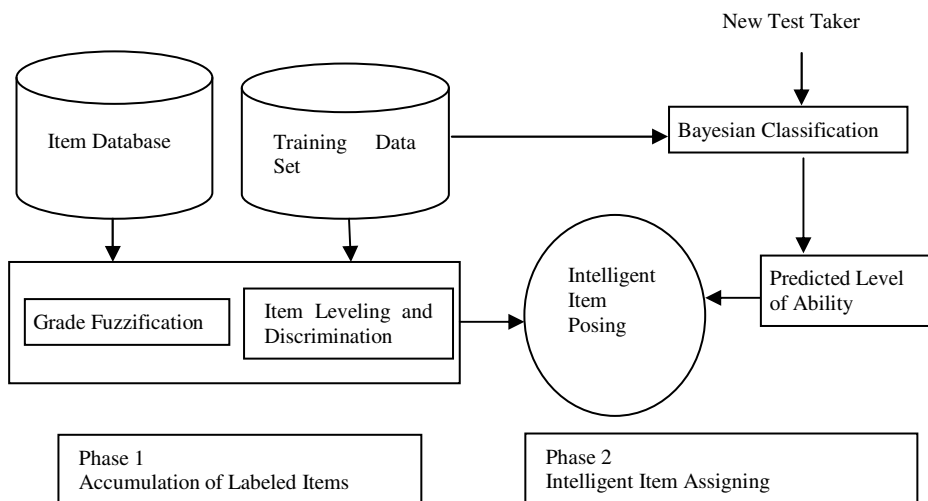 New Test Taker
Item Database
Training Data
Set
Bayesian Classification
Intelligent
Item
Posing
Predicted Level
of Ability
Grade Fuzzification
Item Leveling and
Discrimination
Phase 1
Accumulation of Labeled Items
Phase 2
Intelligent Item Assigning